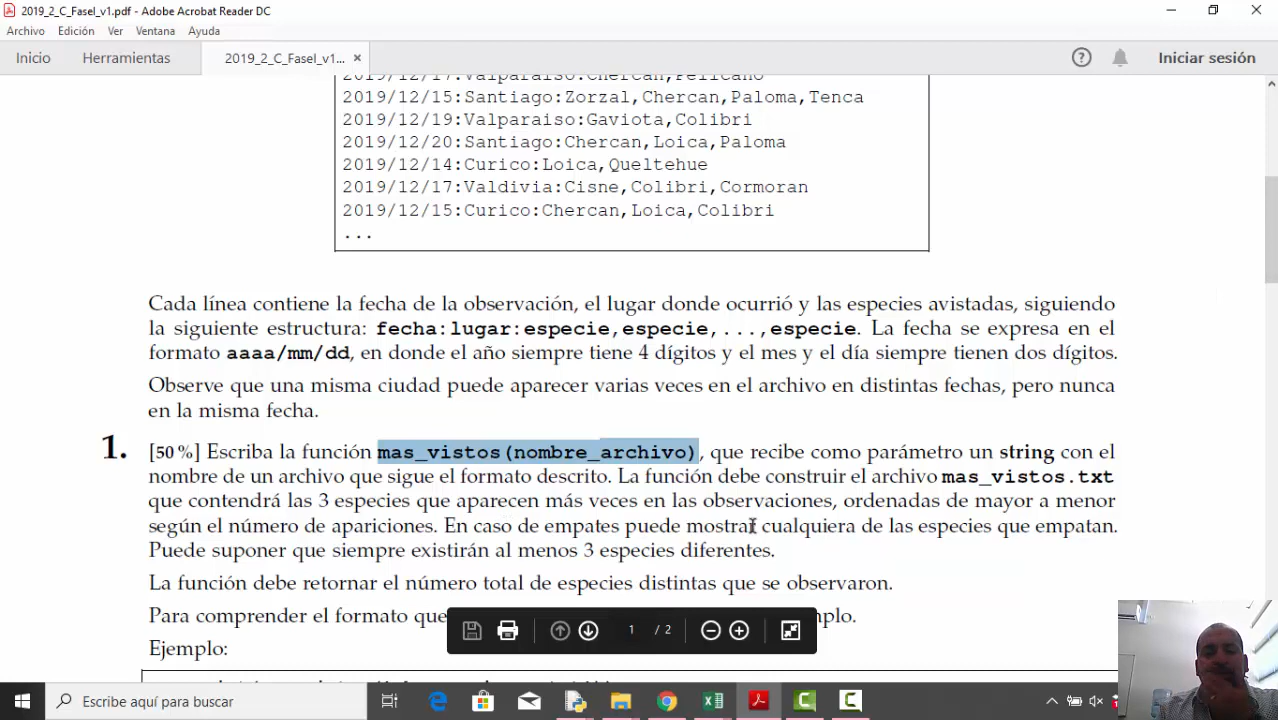 2019_2_C_Fasel_v1.pdf - Adobe Acrobat Reader DC
Archivo Edición Ver Ventana Ayuda
Inicio Herramientas 2019_2_C_Fasel_v1... × Iniciar sesión
2019/12/17:Valparaiso:Chercan,Pelicano
2019/12/15:Santiago:Zorzal,Chercan,Paloma,Tenca
2019/12/19:Valparaiso:Gaviota,Colibri
2019/12/20:Santiago:Chercan,Loica,Paloma
2019/12/14:Curico:Loica,Queltehue
2019/12/17:Valdivia:Cisne,Colibri,Cormoran
2019/12/15:Curico:Chercan,Loica,Colibri
...
Cada línea contiene la fecha de la observación, el lugar donde ocurrió y las especies avistadas, siguiendo
la siguiente estructura: fecha:lugar:especie,especie,...,especie. La fecha se expresa en el
formato aaaa/mm/dd, en donde el año siempre tiene 4 dígitos y el mes y el día siempre tienen dos dígitos.
Observe que una misma ciudad puede aparecer varias veces en el archivo en distintas fechas, pero nunca
en la misma fecha.
1. [50 %] Escriba la función mas_vistos(nombre_archivo), que recibe como parámetro un string con el
nombre de un archivo que sigue el formato descrito. La función debe construir el archivo mas_vistos.txt
que contendrá las 3 especies que aparecen más veces en las observaciones, ordenadas de mayor a menor
según el número de apariciones. En caso de empates puede mostrar cualquiera de las especies que empatan.
Puede suponer que siempre existirán al menos 3 especies diferentes.
La función debe retornar el número total de especies distintas que se observaron.
Para comprender el formato que
Ejemplo:
1 / 2
Escribe aquí para buscar